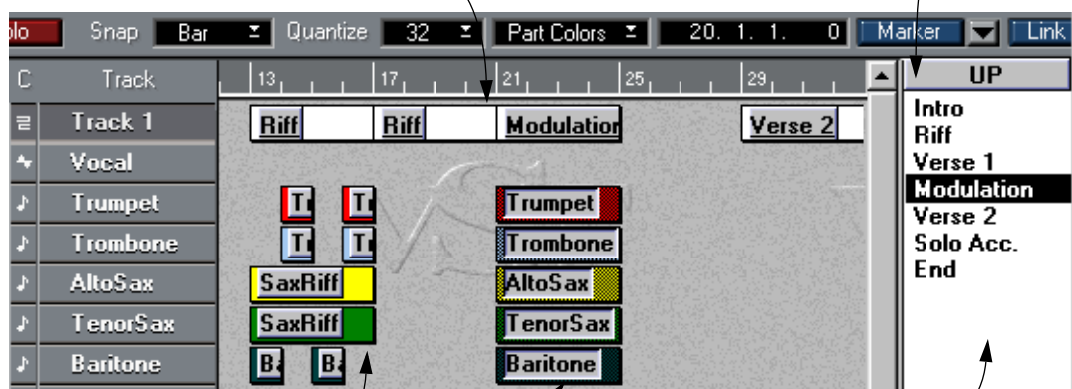 Snap Bar Quantize 32 Part Colors 20. 1. 1. 0 Marker Link
C Track 13 17 21 25 29 UP
Track 1 Riff Riff Modulation Verse 2
Vocal
Trumpet Trumpet
Trombone Trombone
AltoSax SaxRiff AltoSax
TenorSax SaxRiff TenorSax
Baritone Baritone
Intro
Riff
Verse 1
Modulation
Verse 2
Solo Acc.
End